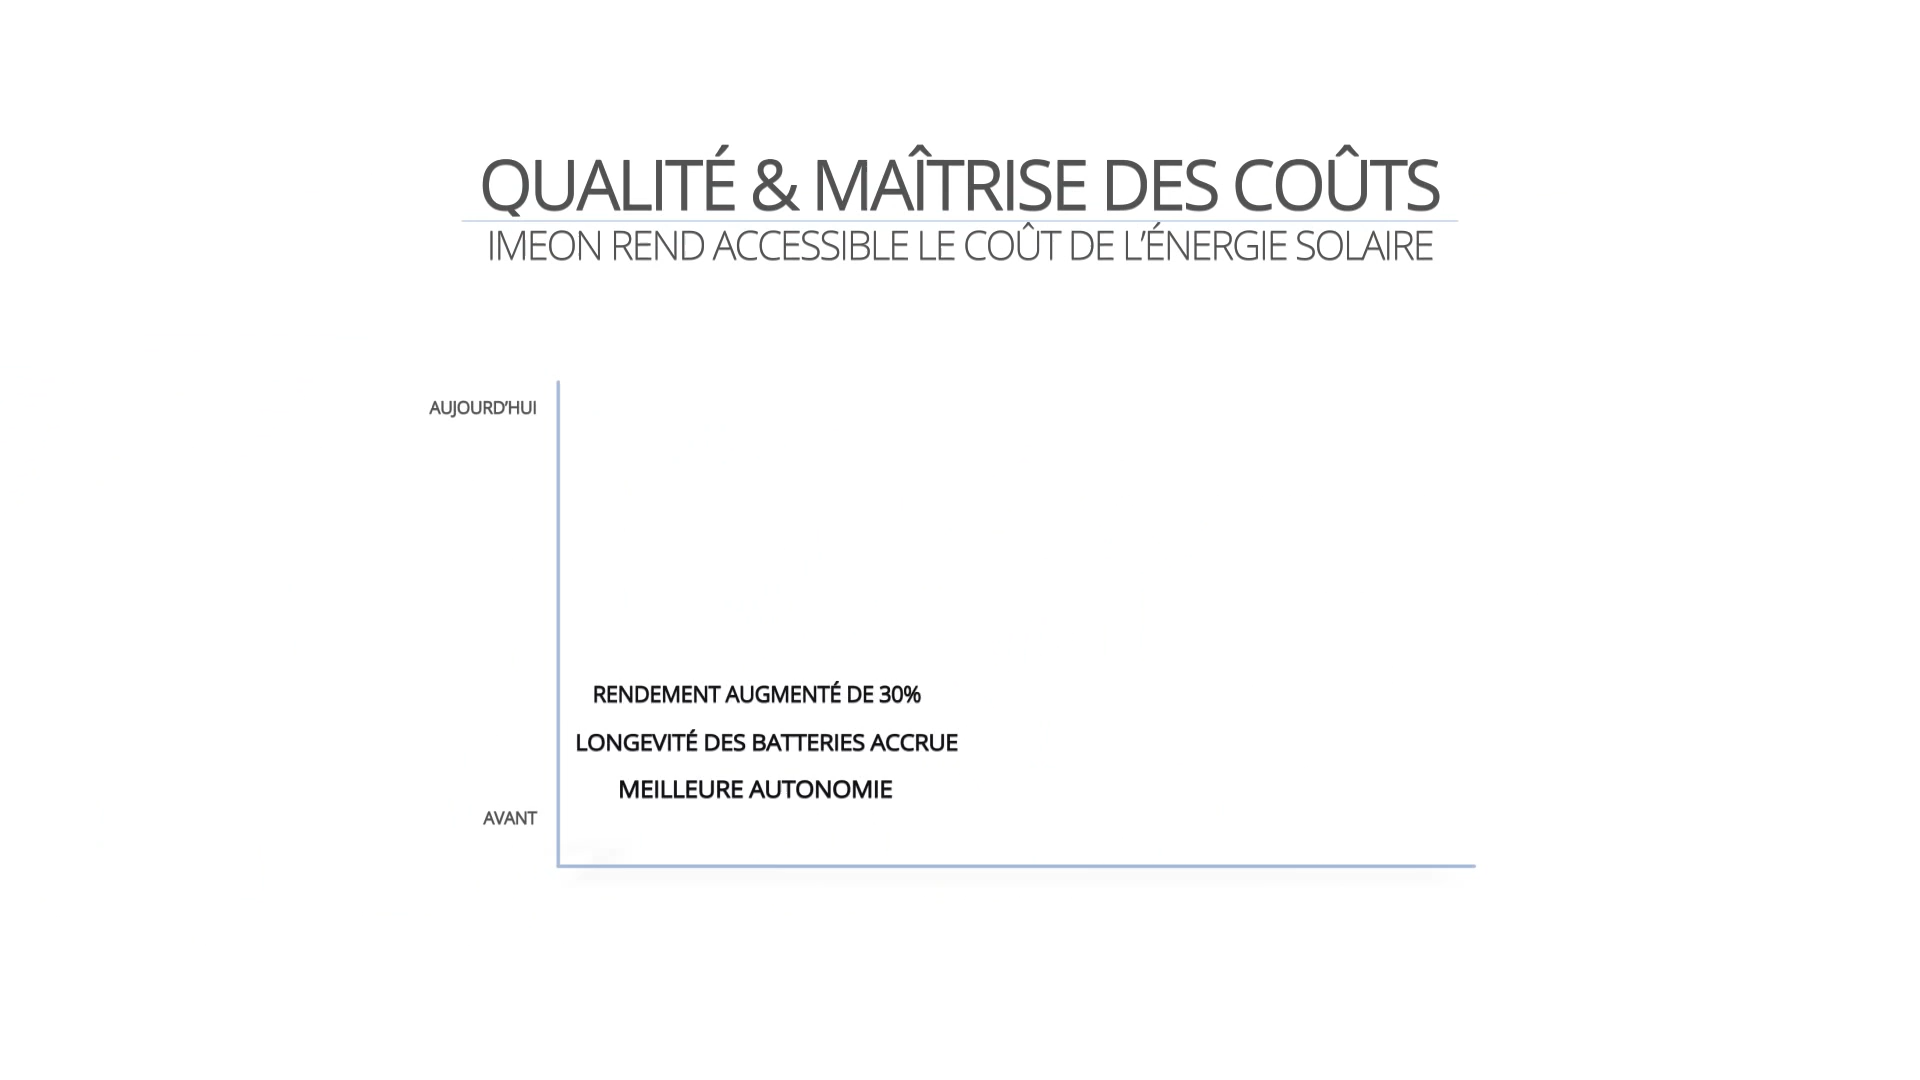 QUALITÉ & MAÎTRISE DES COÛTS
IMEON REND ACCESSIBLE LE COÛT DE L’ÉNERGIE SOLAIRE
AUJOURD’HUI
RENDEMENT AUGMENTÉ DE 30%
LONGEVITÉ DES BATTERIES ACCRUE
MEILLEURE AUTONOMIE
AVANT